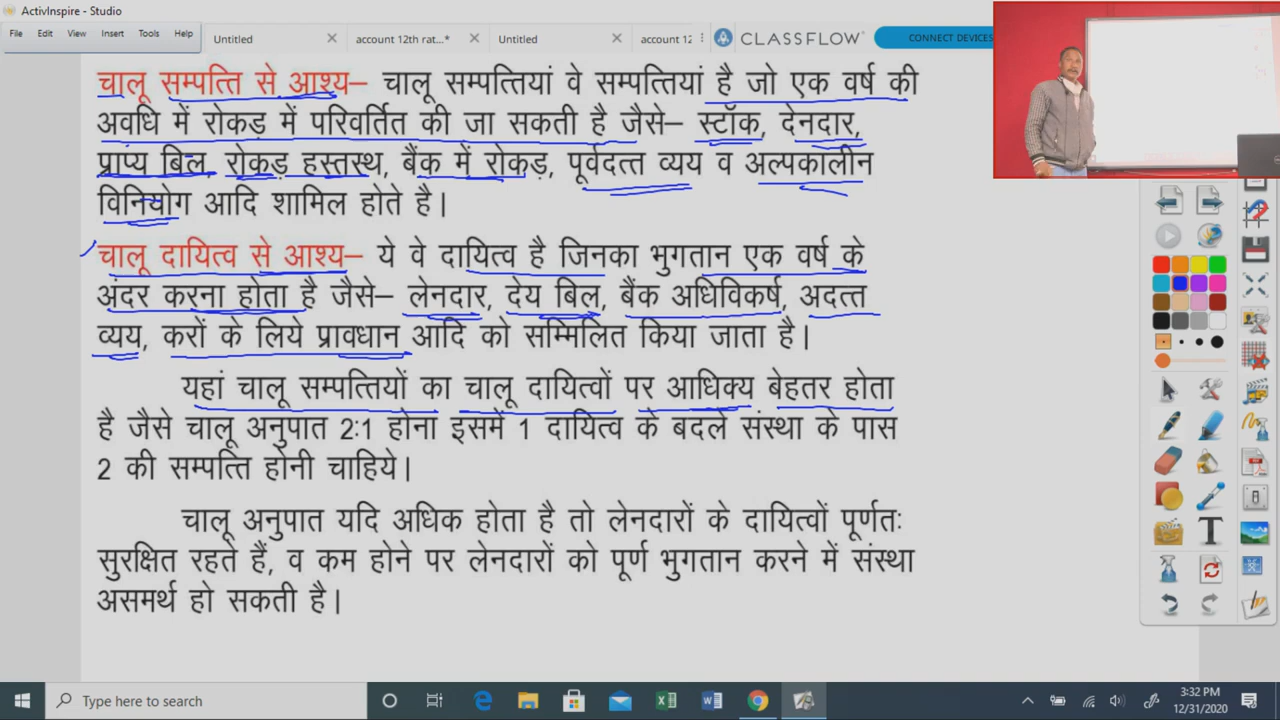 ActivInspire - Studio
File Edit View Insert Tools Help
Untitled
account 12th rat...*
Untitled
account 12
CLASSFLOW
CONNECT DEVICES
चालू सम्पत्ति से आश्य– चालू सम्पत्तियां वे सम्पत्तियां है जो एक वर्ष की
अवधि में रोकड़ में परिवर्तित की जा सकती है जैसे– स्टॉक, देनदार,
प्राप्य बिल, रोकड़ हस्तस्थ, बैंक में रोकड़, पूर्वदत्त व्यय व अल्पकालीन
विनियोग आदि शामिल होते है।
चालू दायित्व से आश्य– ये वे दायित्व है जिनका भुगतान एक वर्ष के
अंदर करना होता है जैसे– लेनदार, देय बिल, बैंक अधिविकर्ष, अदत्त
व्यय, करों के लिये प्रावधान आदि को सम्मिलित किया जाता है।
यहां चालू सम्पत्तियों का चालू दायित्वों पर आधिक्य बेहतर होता
है जैसे चालू अनुपात 2:1 होना इसमें 1 दायित्व के बदले संस्था के पास
2 की सम्पत्ति होनी चाहिये।
चालू अनुपात यदि अधिक होता है तो लेनदारों के दायित्वों पूर्णतः
सुरक्षित रहते हैं, व कम होने पर लेनदारों को पूर्ण भुगतान करने में संस्था
असमर्थ हो सकती है।
Type here to search
3:32 PM
12/31/2020